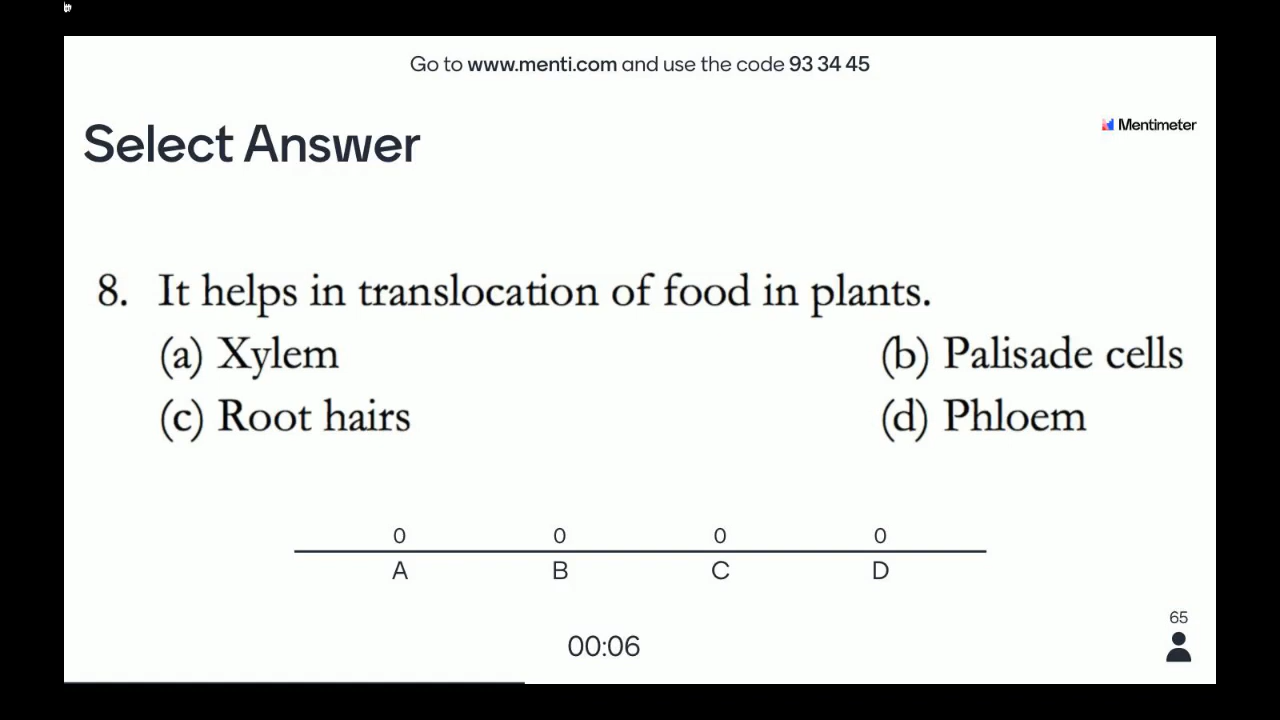 Go to www.menti.com and use the code 93 34 45
Mentimeter
Select Answer
8. It helps in translocation of food in plants.
(a) Xylem (b) Palisade cells
(c) Root hairs (d) Phloem
0 0 0 0
A B C D
00:06
65